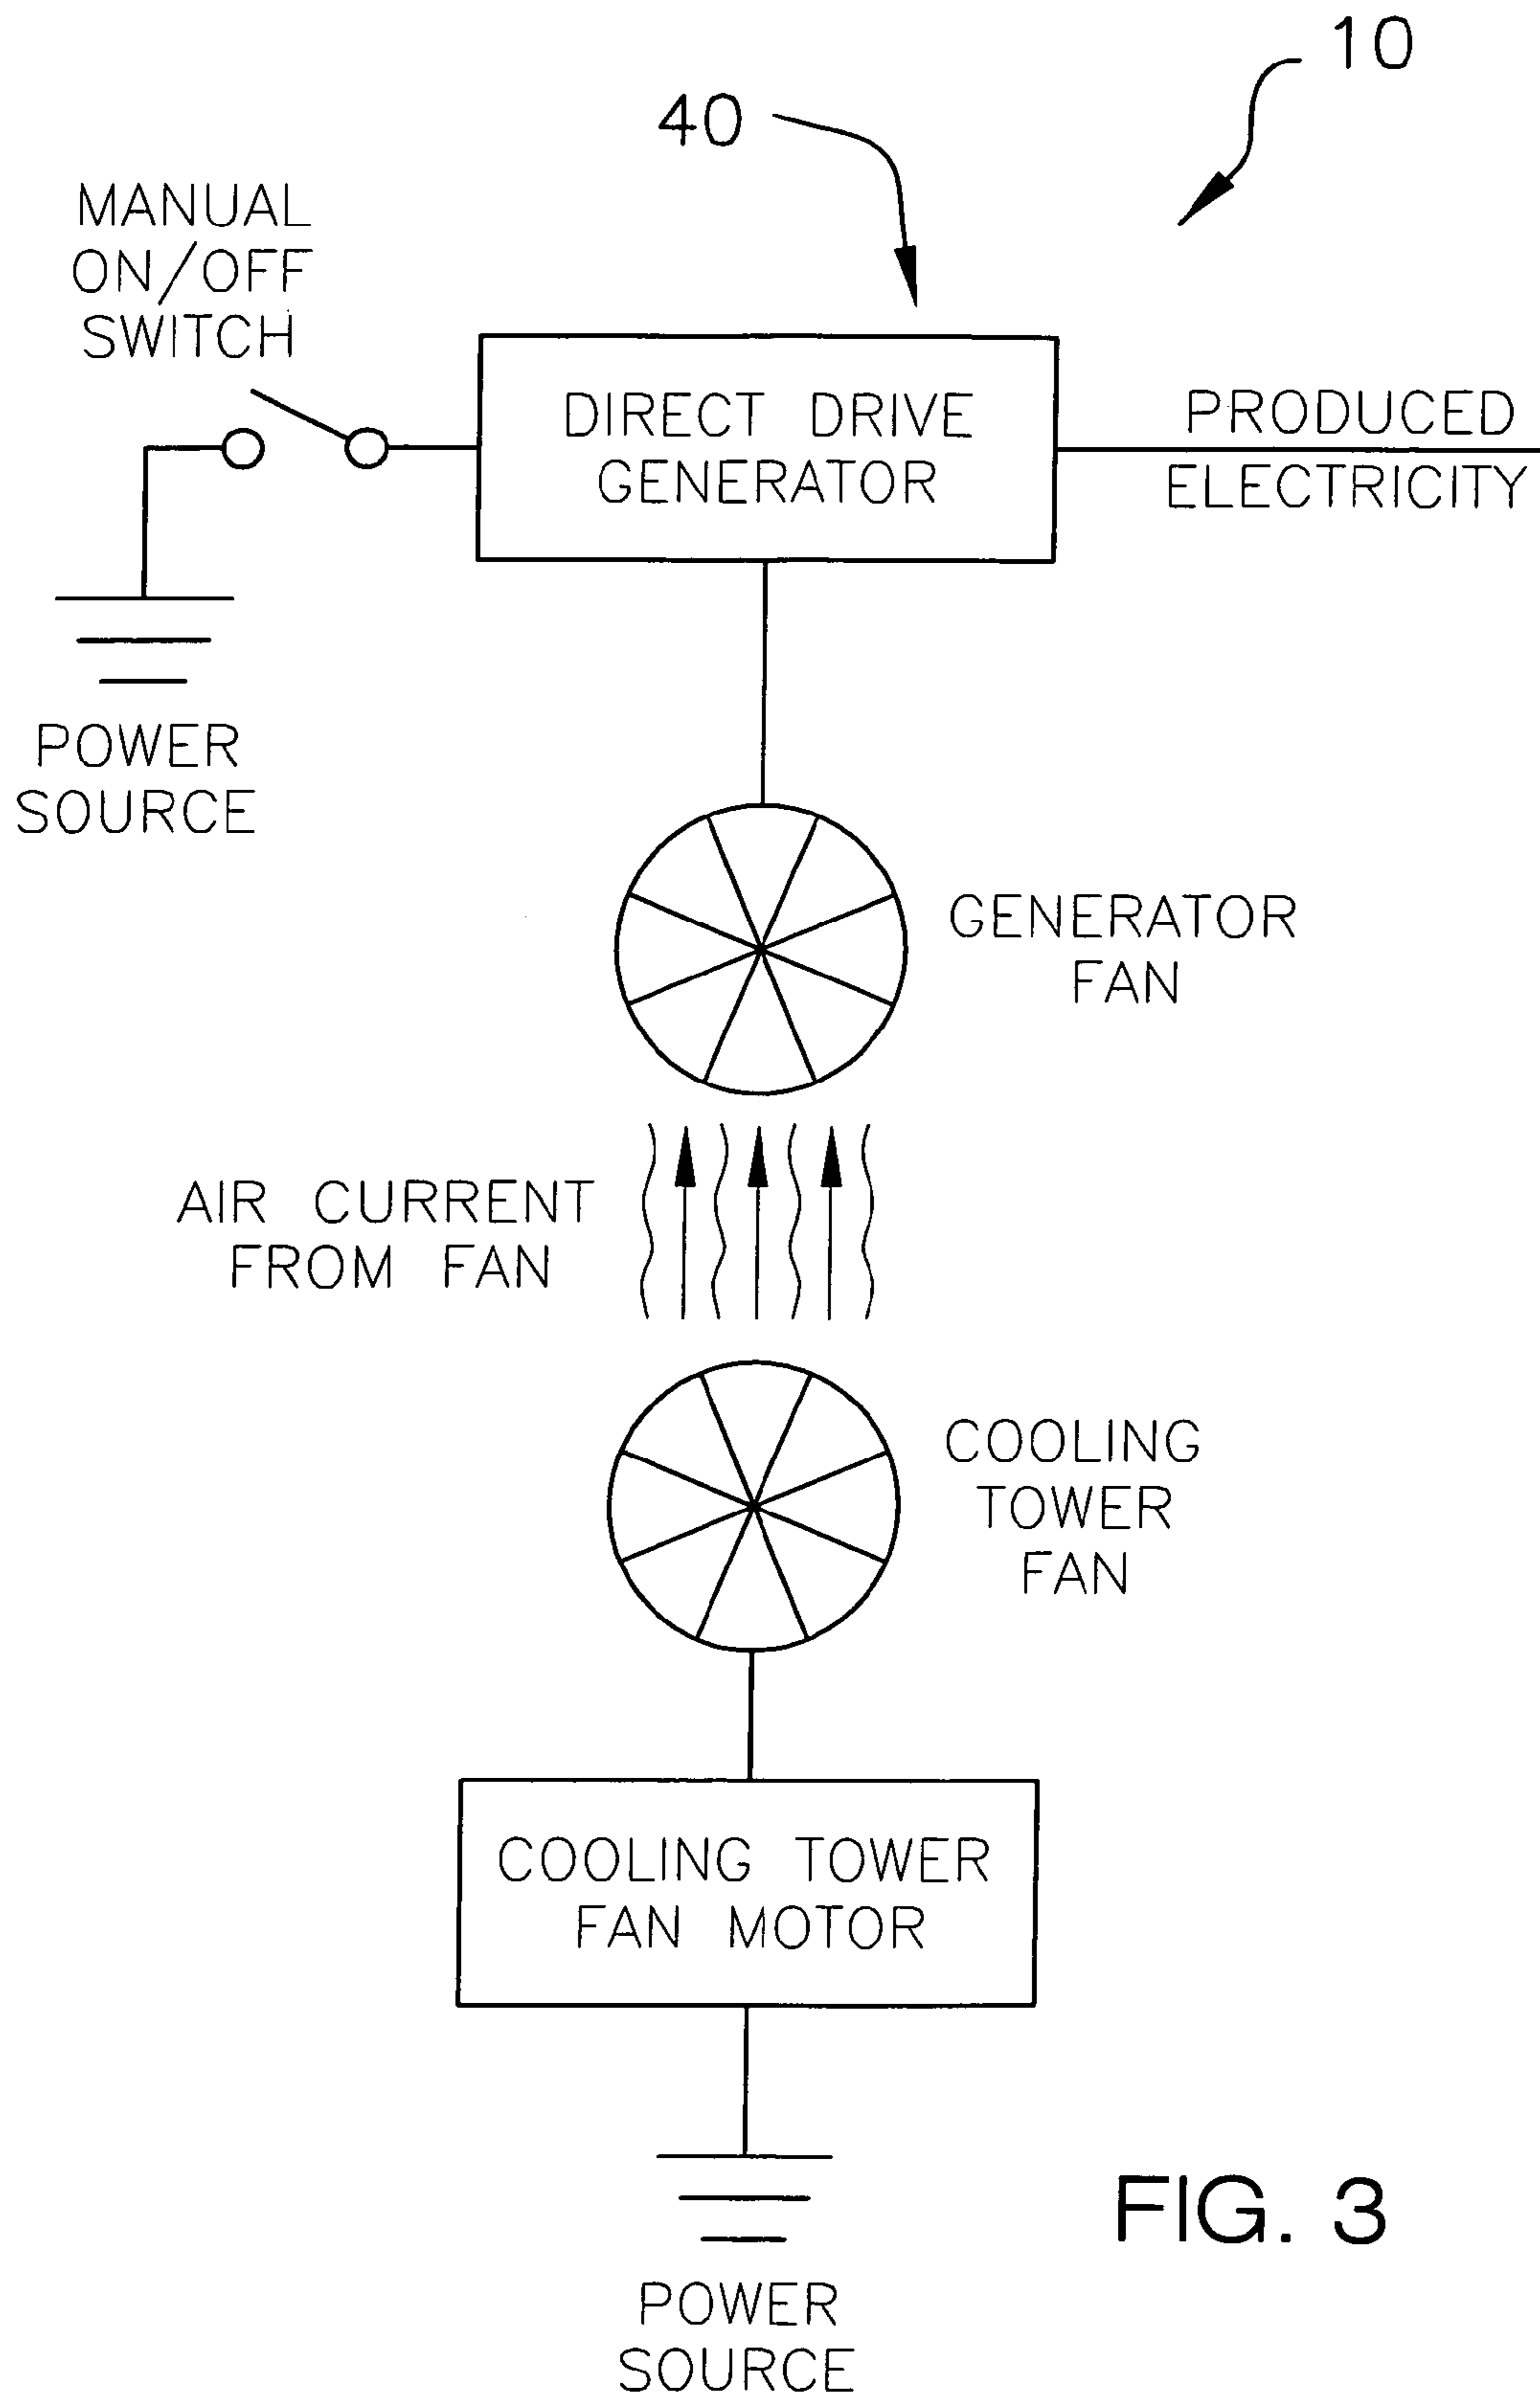 10
40
MANUAL
ON/OFF
SWITCH
DIRECT DRIVE
GENERATOR
PRODUCED
ELECTRICITY
POWER
SOURCE
GENERATOR
FAN
AIR CURRENT
FROM FAN
COOLING
TOWER
FAN
COOLING TOWER
FAN MOTOR
POWER
SOURCE
FIG. 3